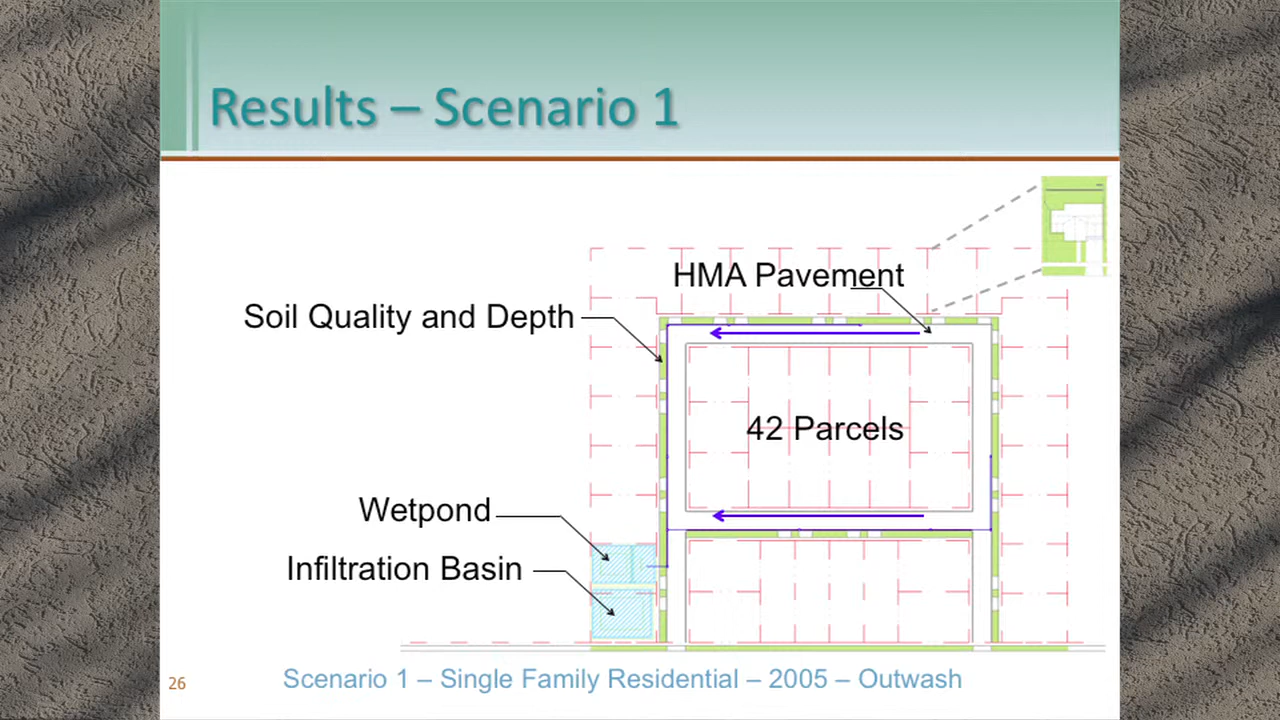 Results – Scenario 1
HMA Pavement
Soil Quality and Depth
42 Parcels
Wetpond
Infiltration Basin
Scenario 1 – Single Family Residential – 2005 – Outwash
26